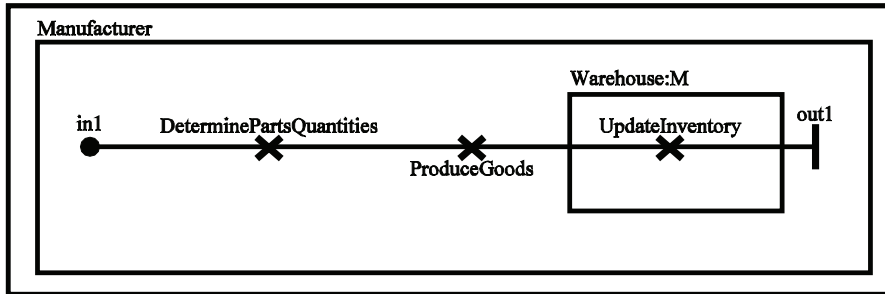 Manufacturer
Warehouse:M
in1
DeterminePartsQuantities
UpdateInventory
out1
ProduceGoods